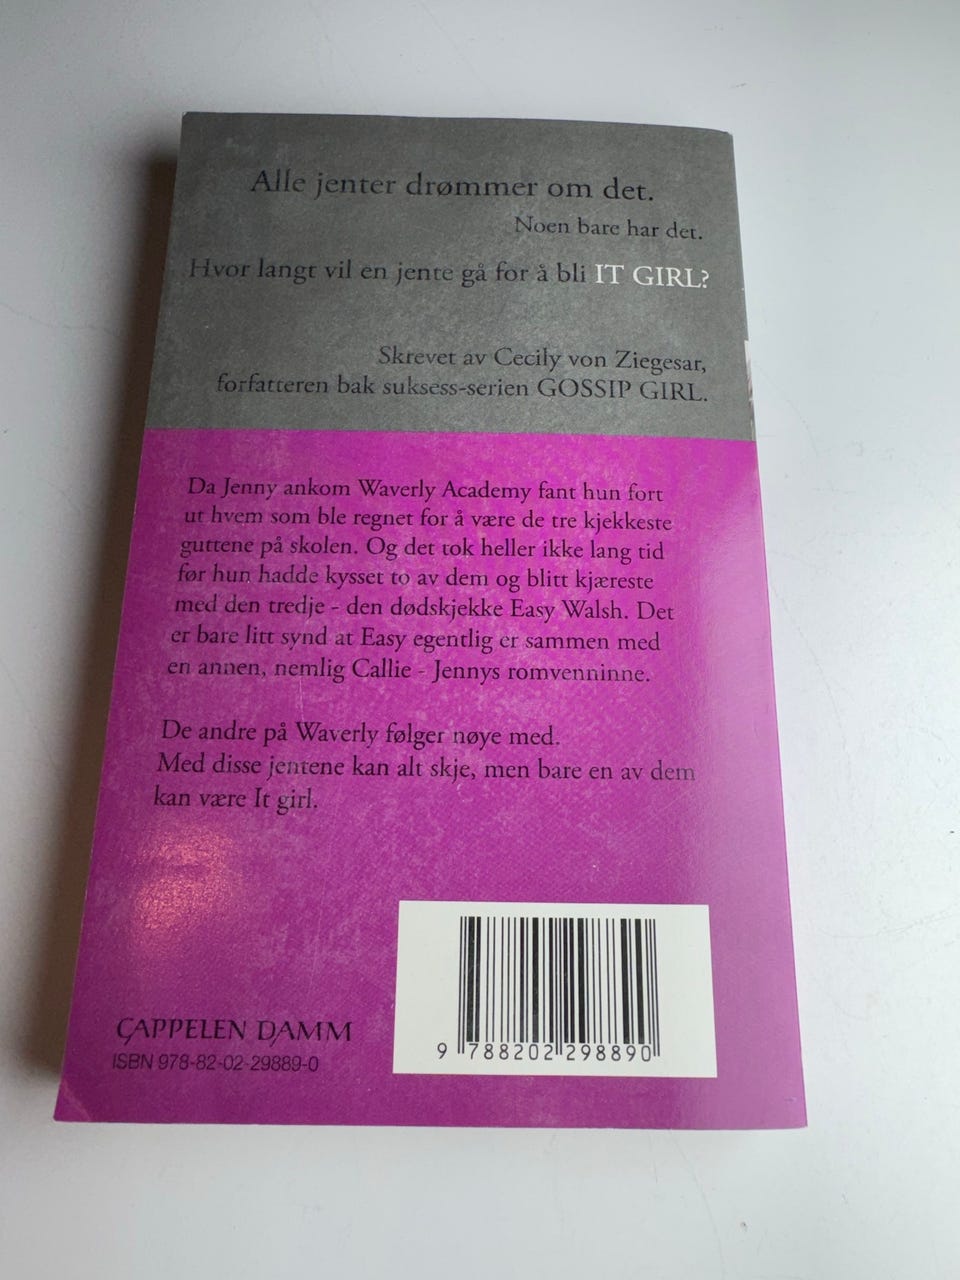 Alle jenter drømmer om det.
Noen bare har det.
Hvor langt vil en jente gå for å bli IT GIRL?
Skrevet av Cecily von Ziegesar,
forfatteren bak suksess-serien GOSSIP GIRL.
Da Jenny ankom Waverly Academy fant hun fort
ut hvem som ble regnet for å være de tre kjekkeste
guttene på skolen. Og det tok heller ikke lang tid
før hun hadde kysset to av dem og blitt kjæreste
med den tredje - den dødskjekke Easy Walsh. Det
er bare litt synd at Easy egentlig er sammen med
en annen, nemlig Callie - Jennys romvenninne.
De andre på Waverly følger nøye med.
Med disse jentene kan alt skje, men bare en av dem
kan være It girl.
CAPPELEN DAMM
ISBN 978-82-02-29889-0
9 788202 298890